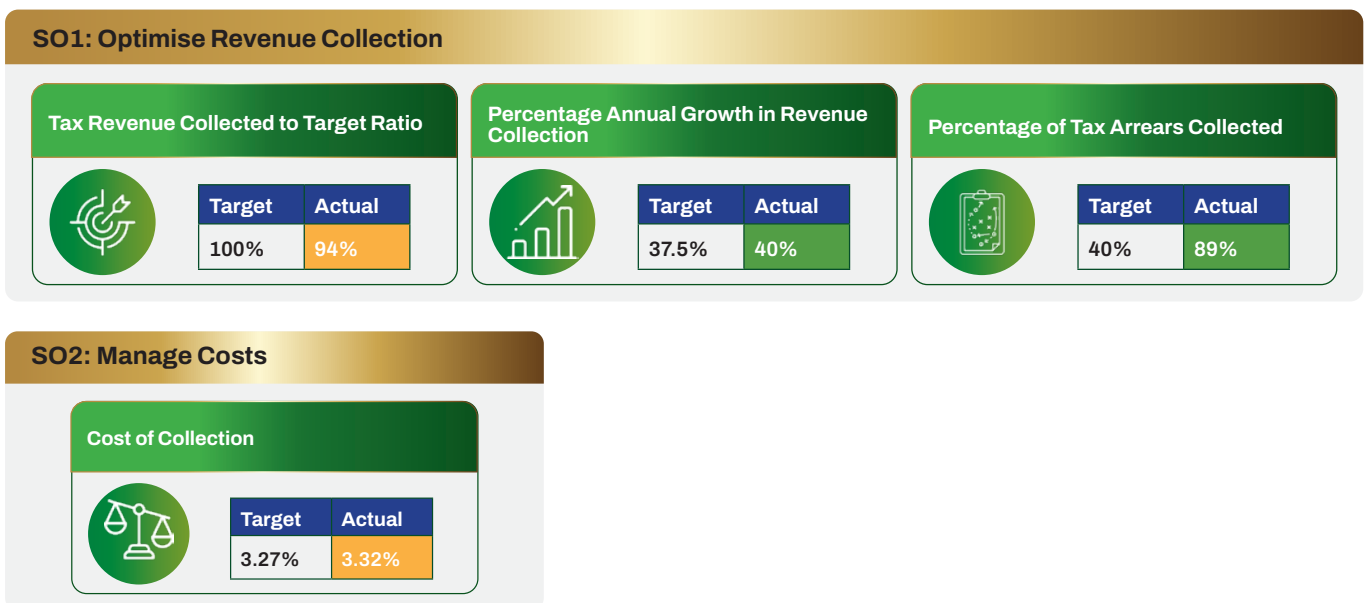 SO1: Optimise Revenue Collection
Tax Revenue Collected to Target Ratio
Target Actual
100% 94%
Percentage Annual Growth in Revenue
Collection
Target Actual
37.5% 40%
Percentage of Tax Arrears Collected
Target Actual
40% 89%
SO2: Manage Costs
Cost of Collection
Target Actual
3.27% 3.32%